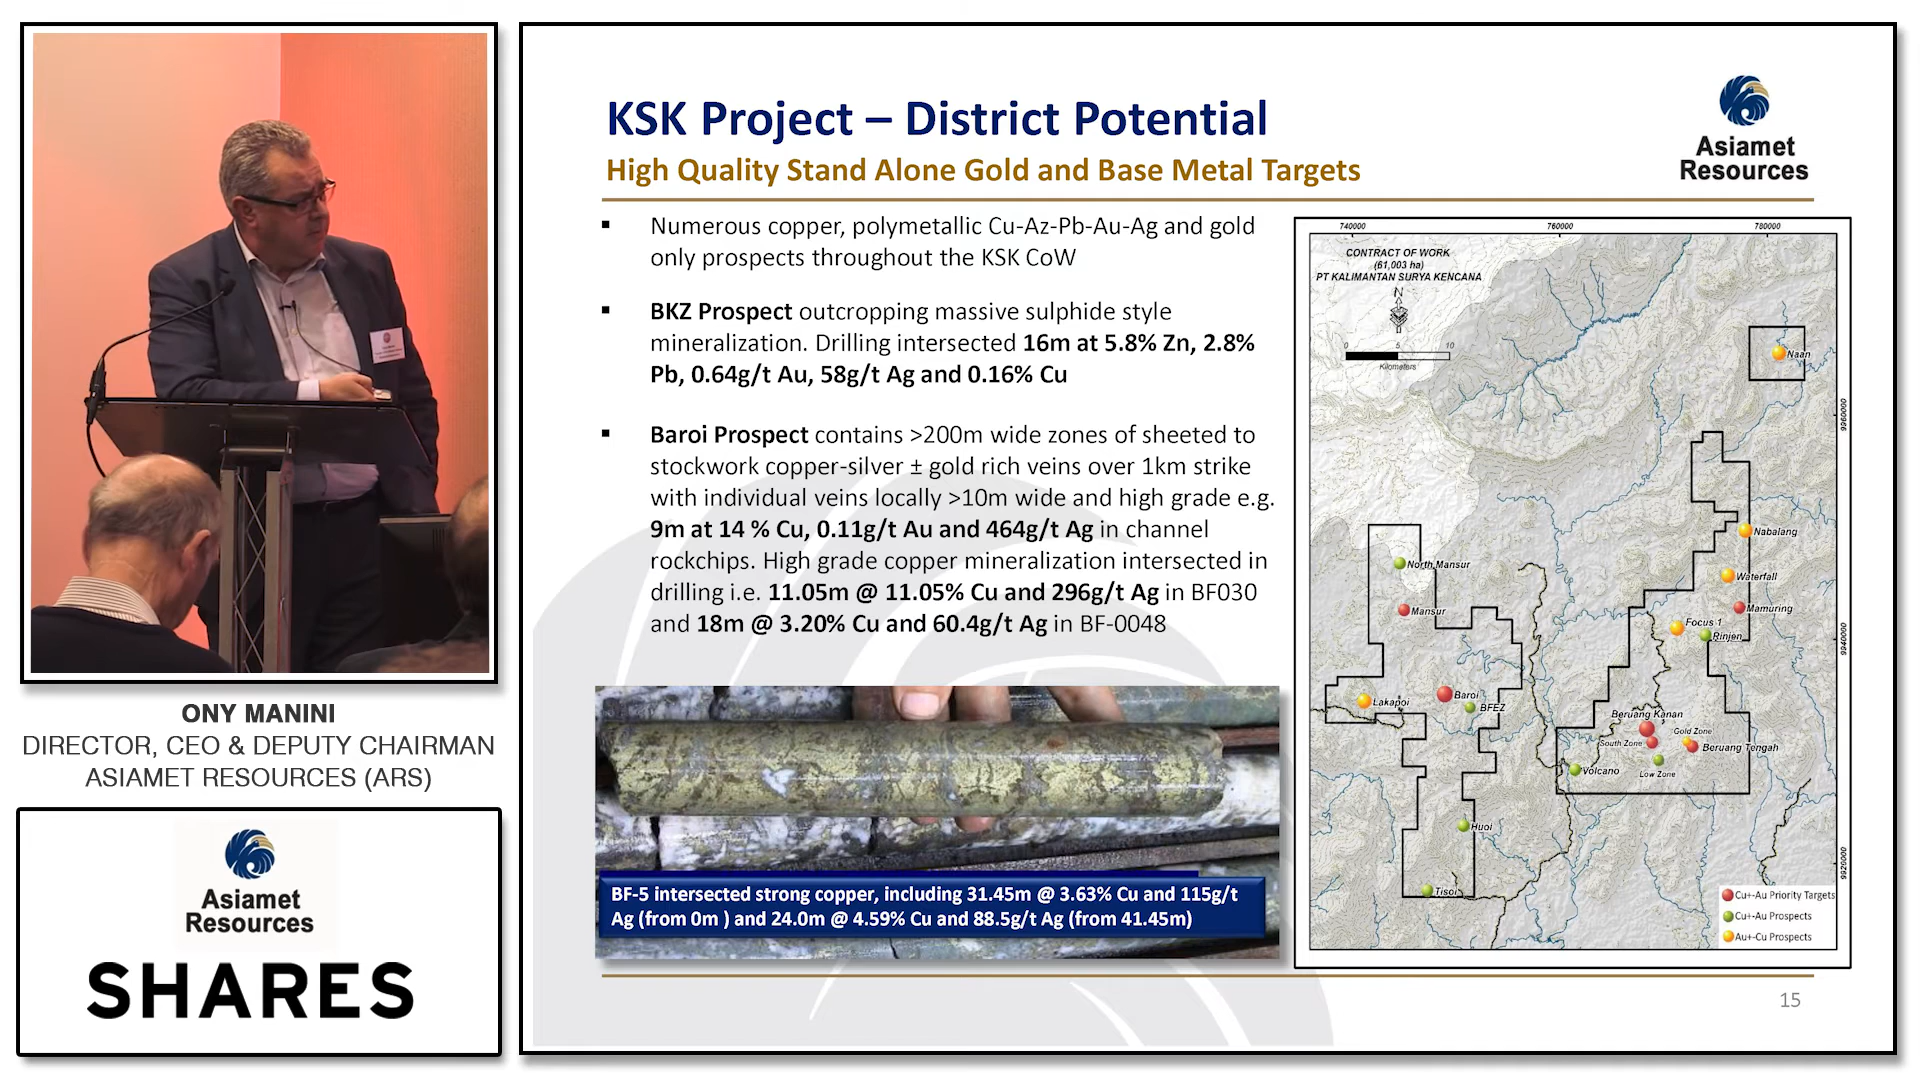 ONY MANINI
DIRECTOR, CEO & DEPUTY CHAIRMAN
ASIAMET RESOURCES (ARS)
Asiamet
Resources
SHARES
KSK Project – District Potential
High Quality Stand Alone Gold and Base Metal Targets
Asiamet
Resources
▪ Numerous copper, polymetallic Cu-Az-Pb-Au-Ag and gold
only prospects throughout the KSK CoW
▪ BKZ Prospect outcropping massive sulphide style
mineralization. Drilling intersected 16m at 5.8% Zn, 2.8%
Pb, 0.64g/t Au, 58g/t Ag and 0.16% Cu
▪ Baroi Prospect contains >200m wide zones of sheeted to
stockwork copper-silver ± gold rich veins over 1km strike
with individual veins locally >10m wide and high grade e.g.
9m at 14 % Cu, 0.11g/t Au and 464g/t Ag in channel
rockchips. High grade copper mineralization intersected in
drilling i.e. 11.05m @ 11.05% Cu and 296g/t Ag in BF030
and 18m @ 3.20% Cu and 60.4g/t Ag in BF-0048
BF-5 intersected strong copper, including 31.45m @ 3.63% Cu and 115g/t
Ag (from 0m ) and 24.0m @ 4.59% Cu and 88.5g/t Ag (from 41.45m)
740000 760000 780000
CONTRACT OF WORK
(61,003 ha)
PT KALIMANTAN SURYA KENCANA
N
0 5 10
Kilometers
Naan
9960000
Nabalang
North Mansur
Waterfall
Mansur
Mamuring
Focus 1
Rinjen
9940000
Baroi
Lakapoi
BFEZ
Beruang Kanan
Gold Zone
South Zone
Beruang Tengah
Volcano
Low Zone
Huoi
9920000
Tisoi
Cu+-Au Priority Targets
Cu+-Au Prospects
Au+-Cu Prospects
15